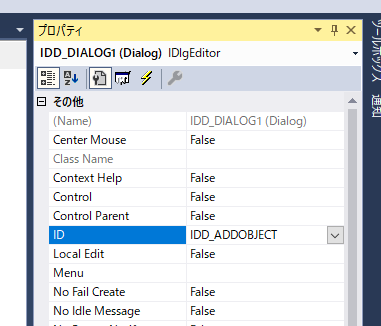 プロパティ
IDD_DIALOG1 (Dialog) IDlgEditor
その他
(Name) IDD_DIALOG1 (Dialog)
Center Mouse False
Class Name
Context Help False
Control False
Control Parent False
ID IDD_ADDOBJECT
Local Edit False
Menu
No Fail Create False
No Idle Message False
ツールボックス
通知